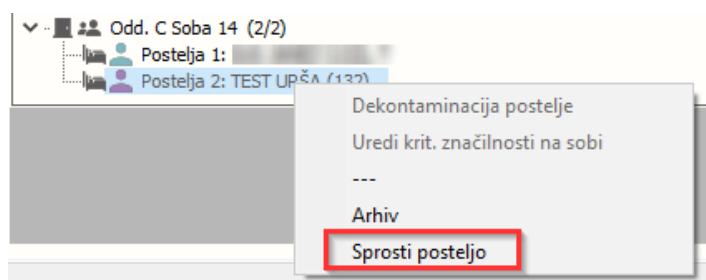 Odd. C Soba 14 (2/2)
Postelja 1:
Postelja 2: TEST URŠA (132)
Dekontaminacija postelje
Uredi krit. značilnosti na sobi
---
Arhiv
Sprosti posteljo